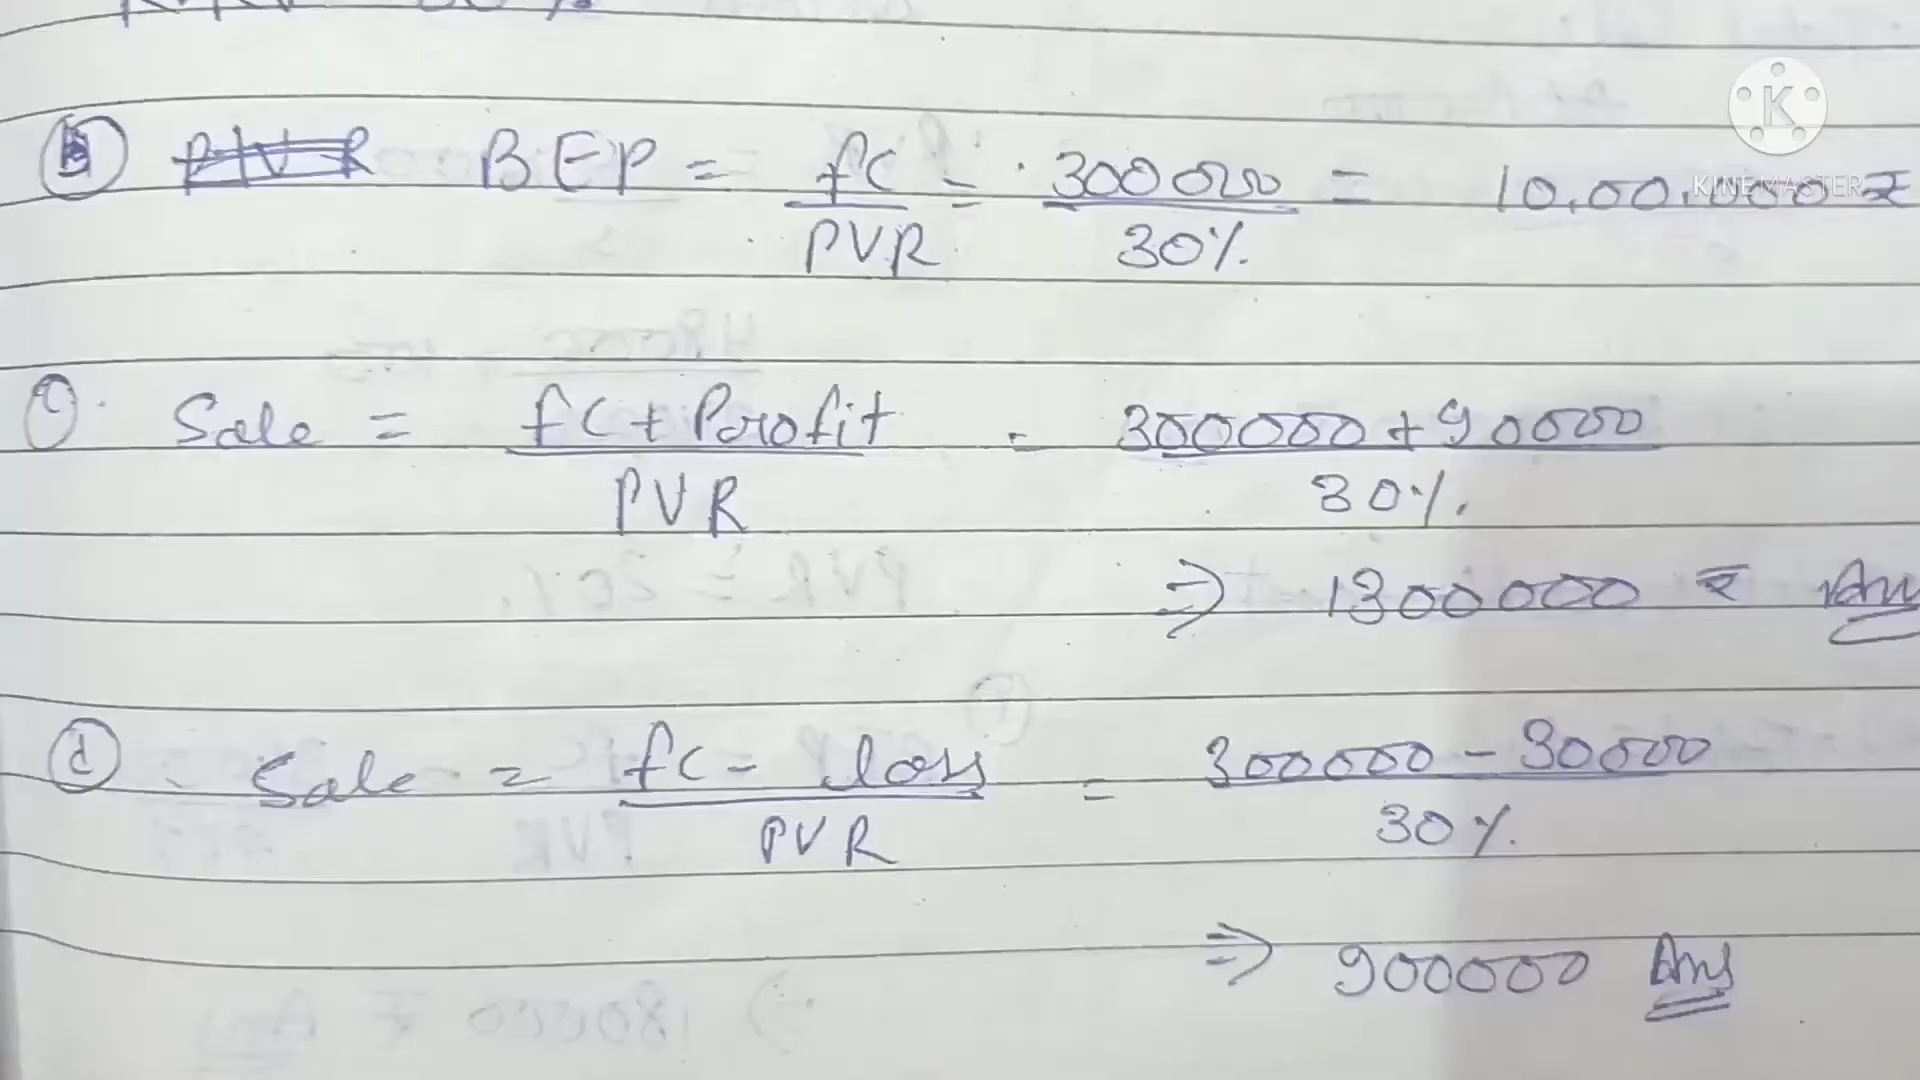 K
KINEMASTER
(b) PVR BEP = fC / PVR = 300000 / 30% = 10,00,000 ₹
(c) Sale = fC + Profit / PVR = 300000 + 90000 / 30%
⇒ 1300000 ₹ Ans
(d) Sale = fC - loss / PVR = 300000 - 30000 / 30%
⇒ 900000 Ans